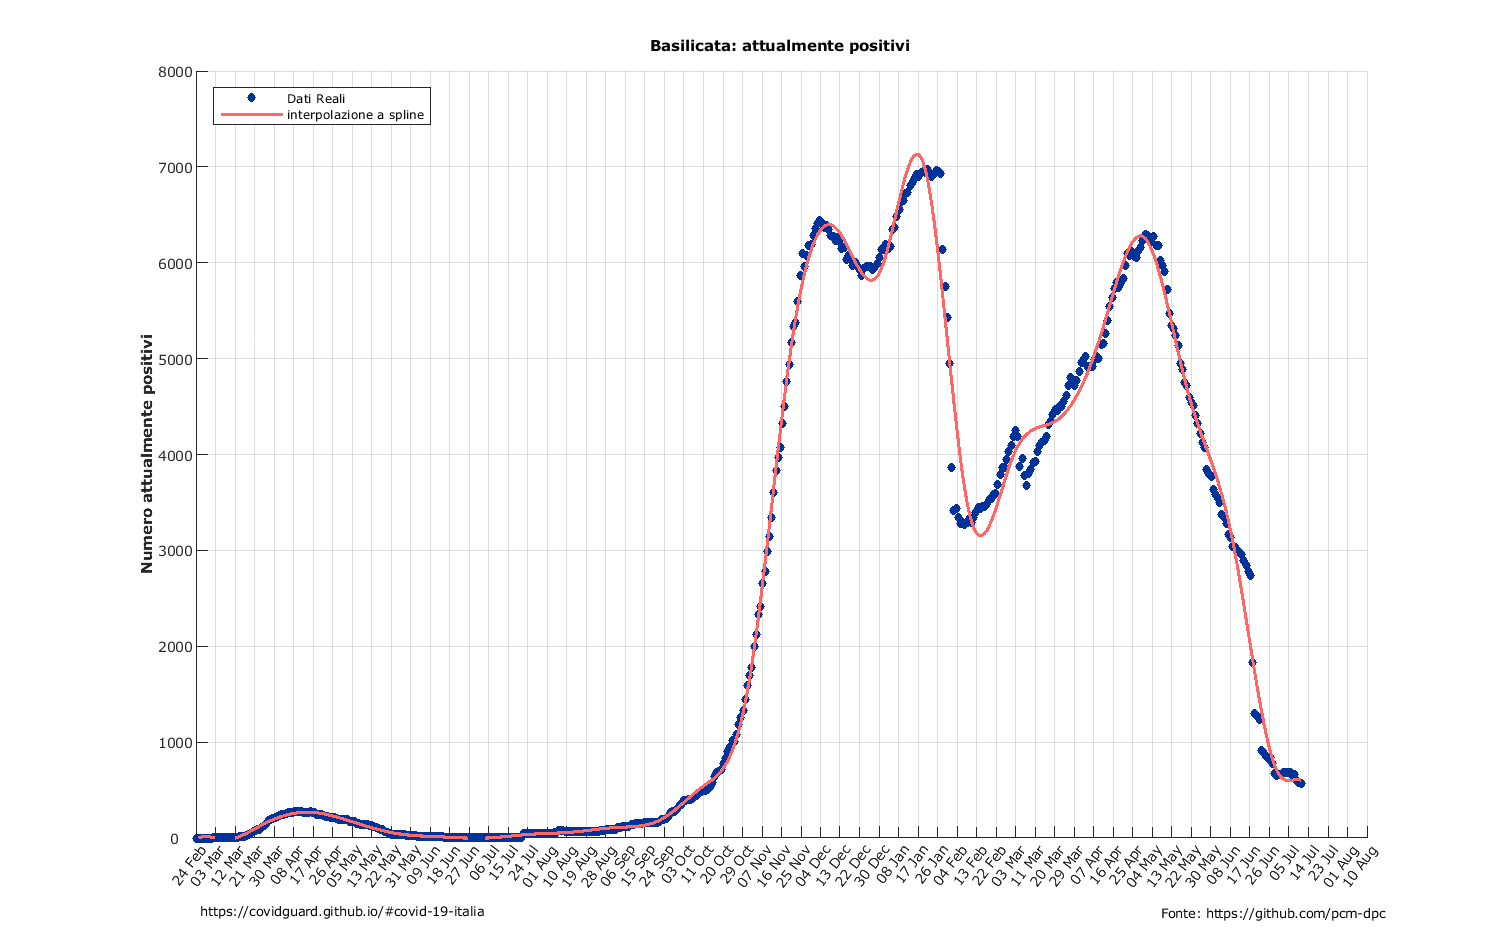 Basilicata: attualmente positivi
Dati Reali
interpolazione a spline
Numero attualmente positivi
8000
7000
6000
5000
4000
3000
2000
1000
0
24 Feb
03 Mar
12 Mar
21 Mar
30 Mar
08 Apr
17 Apr
26 Apr
05 May
13 May
22 May
31 May
09 Jun
18 Jun
27 Jun
06 Jul
15 Jul
24 Jul
01 Aug
10 Aug
19 Aug
28 Aug
06 Sep
15 Sep
24 Sep
03 Oct
11 Oct
20 Oct
29 Oct
07 Nov
16 Nov
25 Nov
04 Dec
13 Dec
22 Dec
30 Dec
08 Jan
17 Jan
26 Jan
04 Feb
13 Feb
22 Feb
03 Mar
11 Mar
20 Mar
29 Mar
07 Apr
16 Apr
25 Apr
04 May
13 May
22 May
30 May
08 Jun
17 Jun
26 Jun
05 Jul
14 Jul
23 Jul
01 Aug
10 Aug
https://covidguard.github.io/#covid-19-italia
Fonte: https://github.com/pcm-dpc